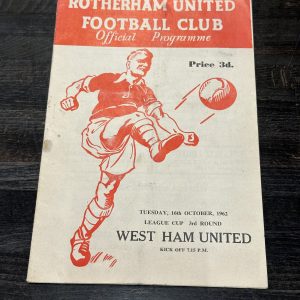 ROTHERHAM UNITED
FOOTBALL CLUB
Official Programme
Price 3d.
TUESDAY, 16th OCTOBER, 1962
LEAGUE CUP 3rd ROUND
WEST HAM UNITED
KICK OFF 7.15 P.M.